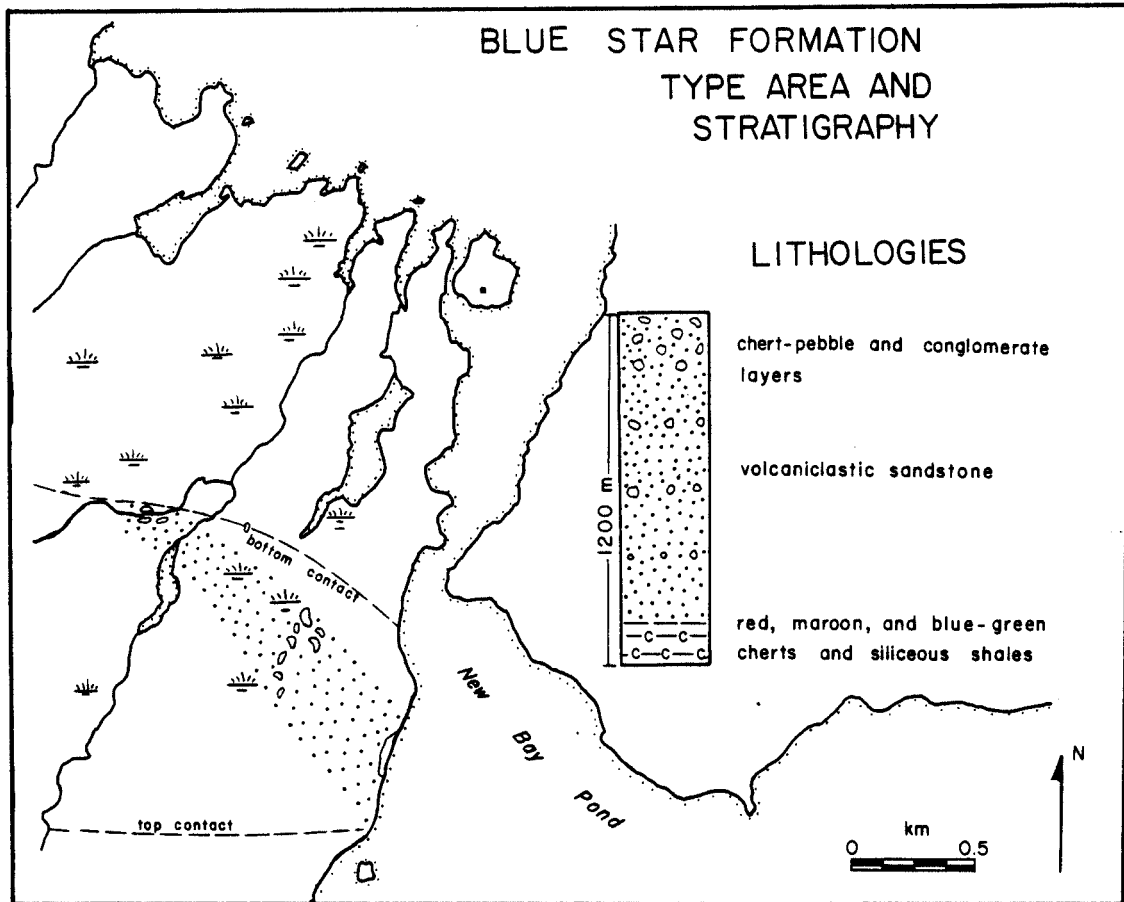 BLUE STAR FORMATION
TYPE AREA AND
STRATIGRAPHY
LITHOLOGIES
chert-pebble and conglomerate
layers
volcaniclastic sandstone
1200 m
red, maroon, and blue-green
cherts and siliceous shales
C C
C C C
bottom contact
top contact
New
Bay
Pond
N
km
0 0.5